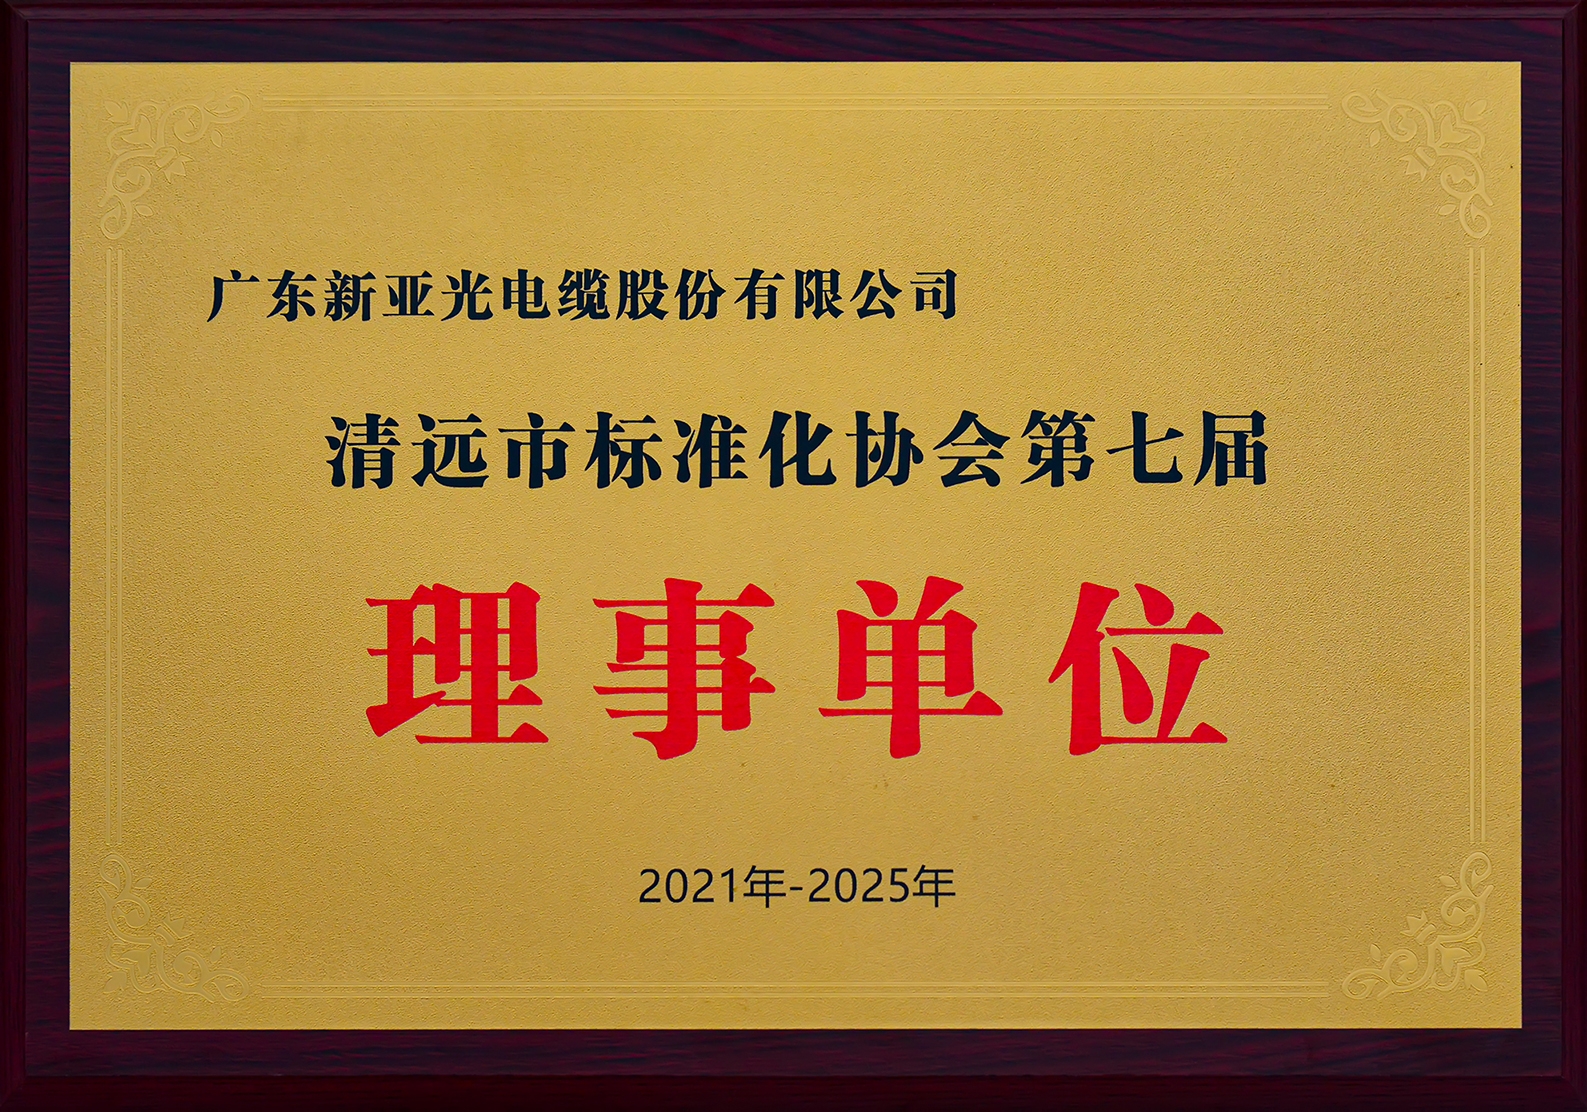 广东新亚光电缆股份有限公司
清远市标准化协会第七届
理事单位
2021年-2025年